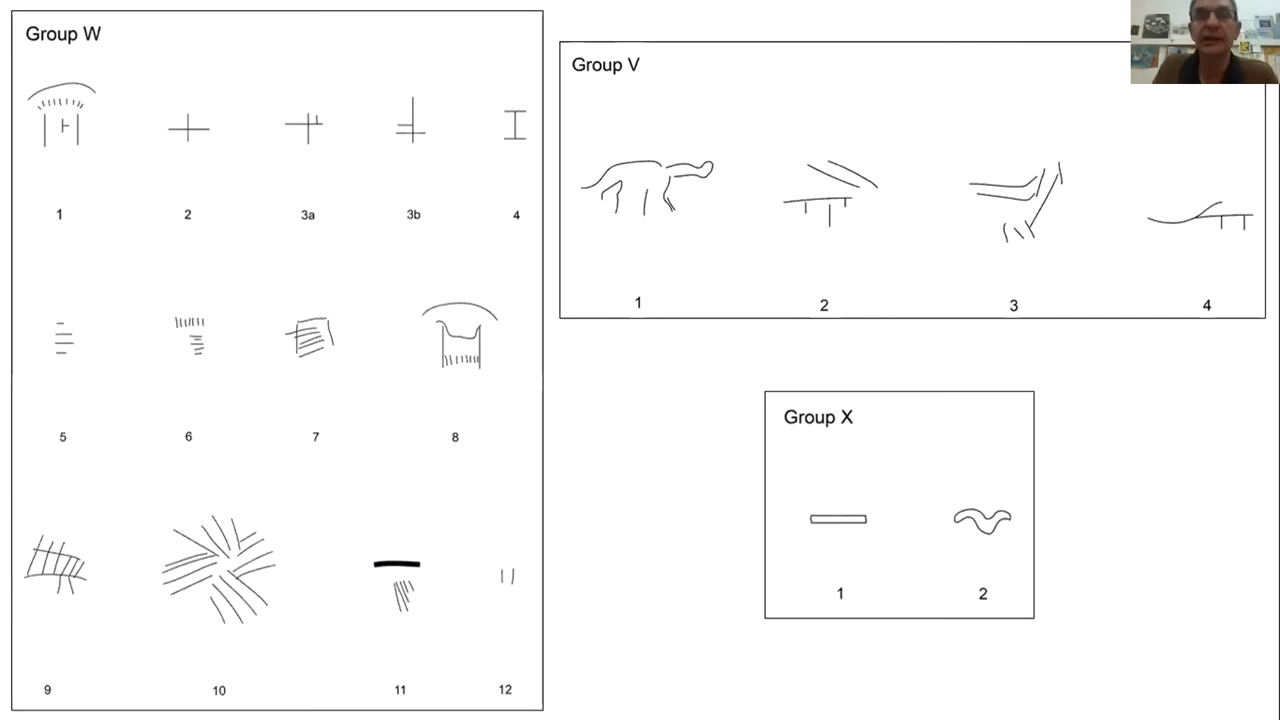 Group W
1 2 3a 3b 4
5 6 7 8
9 10 11 12
Group V
1 2 3 4
Group X
1 2